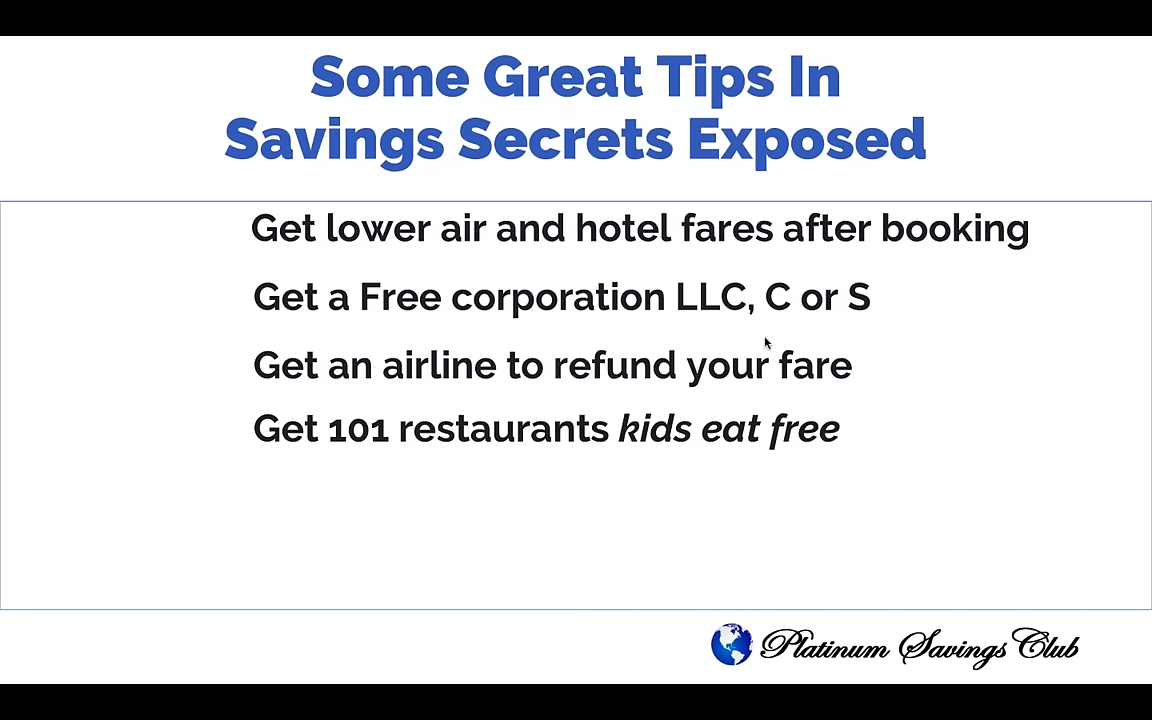 Some Great Tips In
Savings Secrets Exposed
Get lower air and hotel fares after booking
Get a Free corporation LLC, C or S
Get an airline to refund your fare
Get 101 restaurants kids eat free
Platinum Savings Club